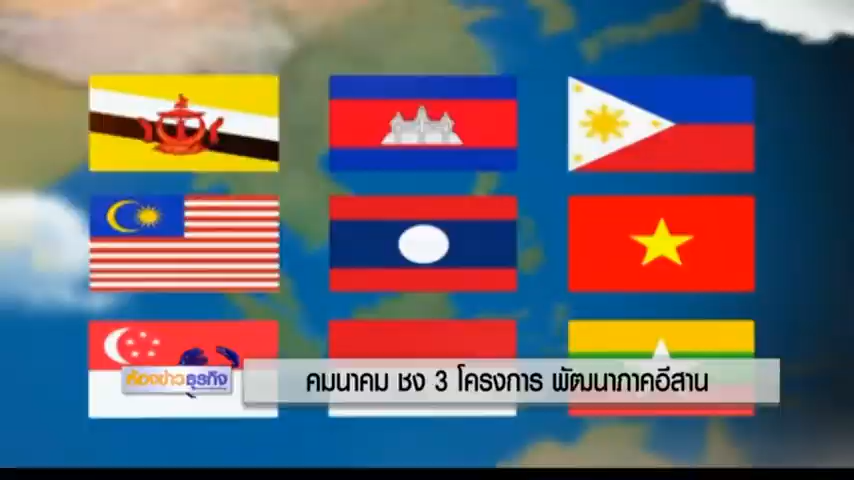 ห้องข่าวธุรกิจ
คมนาคม ชง 3 โครงการ พัฒนาภาคอีสาน